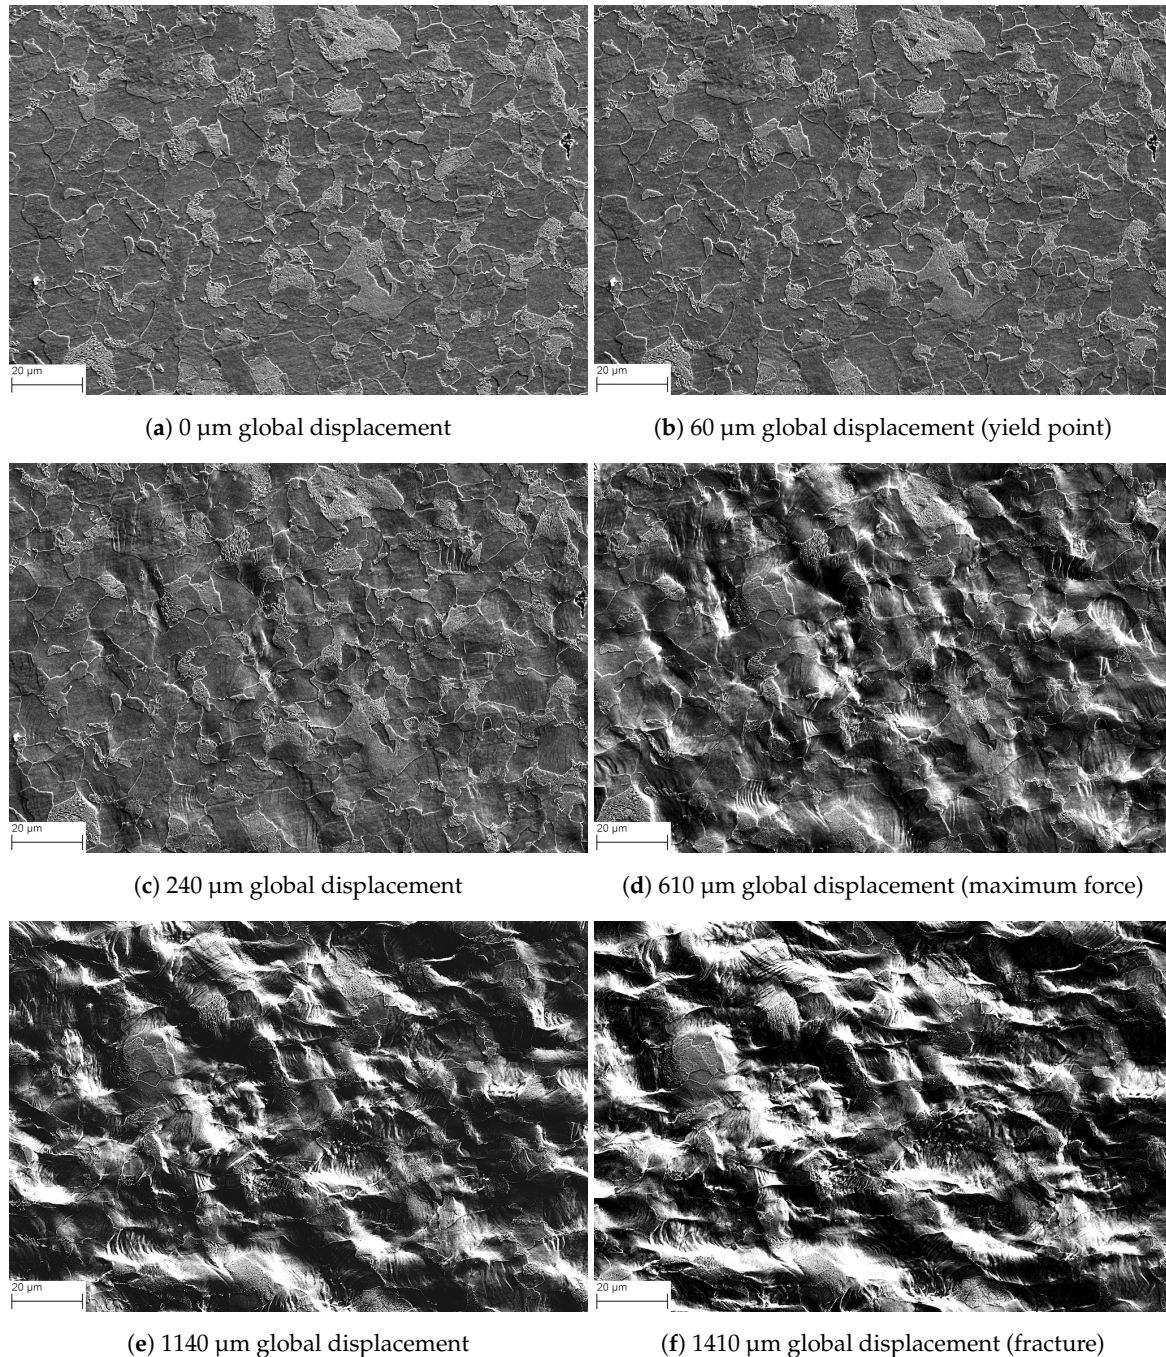 20 µm
20 µm
(a) 0 µm global displacement
(b) 60 µm global displacement (yield point)
20 µm
20 µm
(c) 240 µm global displacement
(d) 610 µm global displacement (maximum force)
20 µm
20 µm
(e) 1140 µm global displacement
(f) 1410 µm global displacement (fracture)